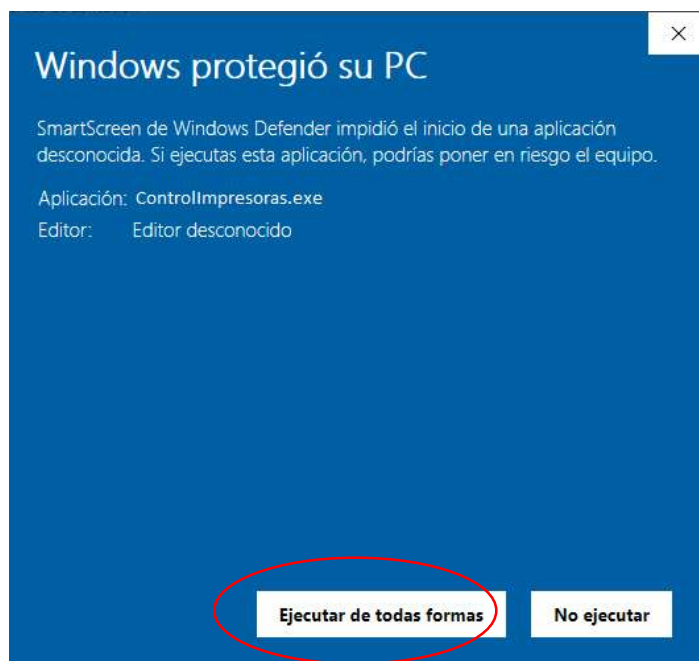 Windows protegió su PC
SmartScreen de Windows Defender impidió el inicio de una aplicación
desconocida. Si ejecutas esta aplicación, podrías poner en riesgo el equipo.
Aplicación: ControlImpresoras.exe
Editor: Editor desconocido
Ejecutar de todas formas
No ejecutar